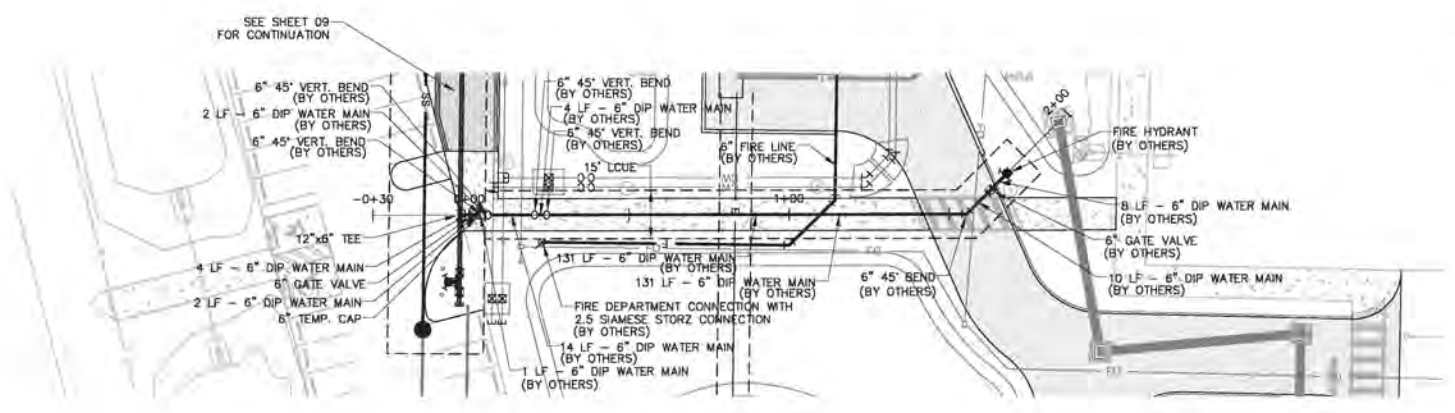 SEE SHEET 09
FOR CONTINUATION
6" 45° VERT. BEND
(BY OTHERS)
2 LF - 6" DIP WATER MAIN
(BY OTHERS)
6" 45° VERT. BEND
(BY OTHERS)
SS
6" 45° VERT. BEND
(BY OTHERS)
4 LF - 6" DIP WATER MAIN
(BY OTHERS)
6" 45° VERT. BEND
(BY OTHERS)
15' LCUE
6" FIRE LINE
(BY OTHERS)
2+00
FIRE HYDRANT
(BY OTHERS)
-0+30
0+00
1+00
12"x6" TEE
4 LF - 6" DIP WATER MAIN
6" GATE VALVE
2 LF - 6" DIP WATER MAIN
6" TEMP. CAP
131 LF - 6" DIP WATER MAIN
(BY OTHERS)
131 LF - 6" DIP WATER MAIN
(BY OTHERS)
6" 45° BEND
(BY OTHERS)
8 LF - 6" DIP WATER MAIN
(BY OTHERS)
6" GATE VALVE
(BY OTHERS)
10 LF - 6" DIP WATER MAIN
(BY OTHERS)
FIRE DEPARTMENT CONNECTION WITH
2.5 SIAMESE STORZ CONNECTION
(BY OTHERS)
14 LF - 6" DIP WATER MAIN
(BY OTHERS)
1 LF - 6" DIP WATER MAIN
(BY OTHERS)